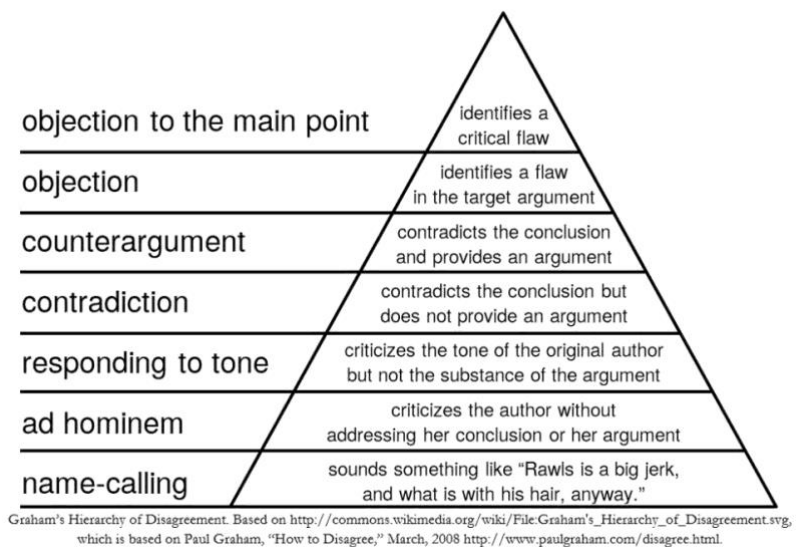 objection to the main point
identifies a
critical flaw
objection
identifies a flaw
in the target argument
counterargument
contradicts the conclusion
and provides an argument
contradiction
contradicts the conclusion but
does not provide an argument
responding to tone
criticizes the tone of the original author
but not the substance of the argument
ad hominem
criticizes the author without
addressing her conclusion or her argument
name-calling
sounds something like “Rawls is a big jerk,
and what is with his hair, anyway.”
Graham's Hierarchy of Disagreement. Based on http://commons.wikimedia.org/wiki/File:Graham's_Hierarchy_of_Disagreement.svg,
which is based on Paul Graham, “How to Disagree,” March, 2008 http://www.paulgraham.com/disagree.html.